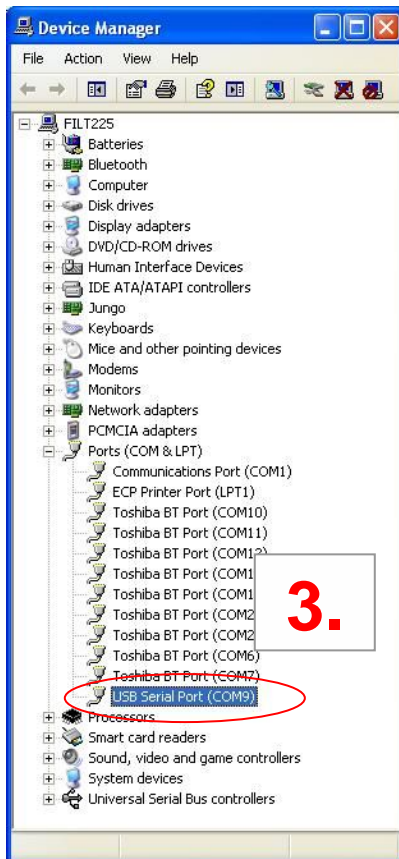 Device Manager
File Action View Help
FILT225
Batteries
Bluetooth
Computer
Disk drives
Display adapters
DVD/CD-ROM drives
Human Interface Devices
IDE ATA/ATAPI controllers
Jungo
Keyboards
Mice and other pointing devices
Modems
Monitors
Network adapters
PCMCIA adapters
Ports (COM & LPT)
Communications Port (COM1)
ECP Printer Port (LPT1)
Toshiba BT Port (COM10)
Toshiba BT Port (COM11)
Toshiba BT Port (COM12)
Toshiba BT Port (COM1
Toshiba BT Port (COM1
Toshiba BT Port (COM2
Toshiba BT Port (COM2
Toshiba BT Port (COM6)
Toshiba BT Port (COM7)
USB Serial Port (COM9)
Processors
Smart card readers
Sound, video and game controllers
System devices
Universal Serial Bus controllers
3.